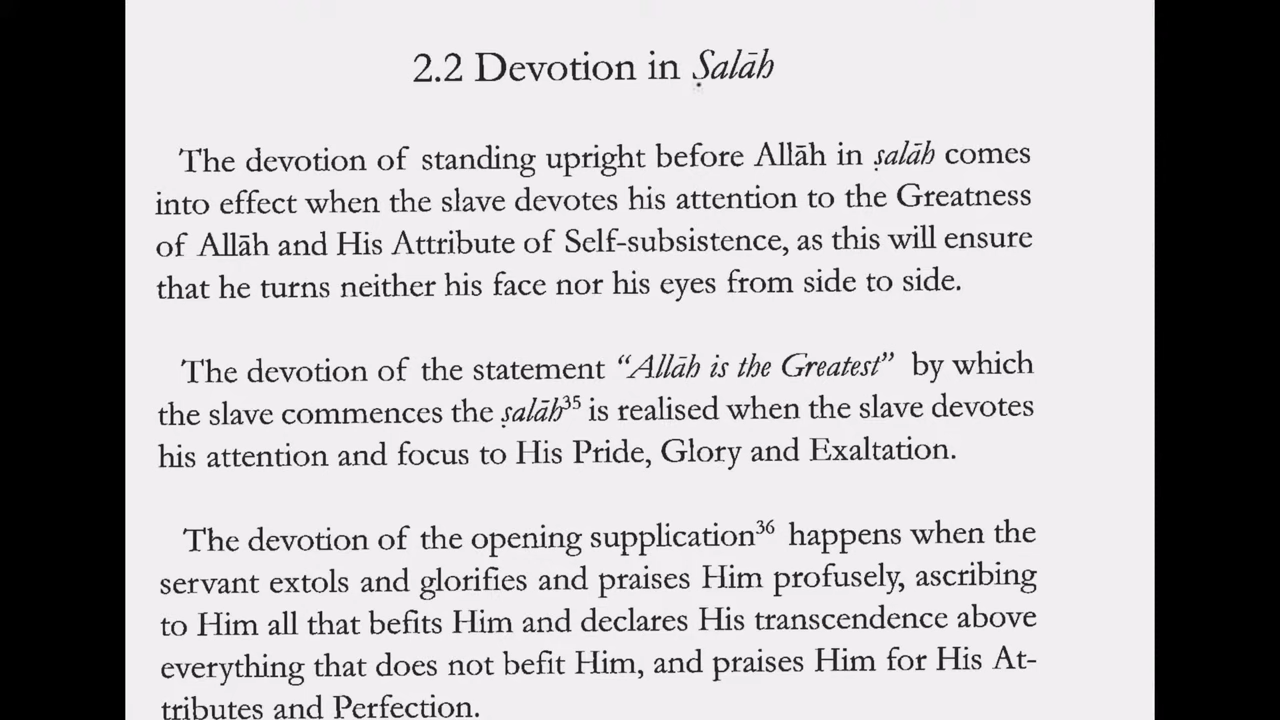 2.2 Devotion in Ṣalāh
The devotion of standing upright before Allāh in ṣalāh comes
into effect when the slave devotes his attention to the Greatness
of Allāh and His Attribute of Self-subsistence, as this will ensure
that he turns neither his face nor his eyes from side to side.
The devotion of the statement “Allāh is the Greatest” by which
the slave commences the ṣalāh³⁵ is realised when the slave devotes
his attention and focus to His Pride, Glory and Exaltation.
The devotion of the opening supplication³⁶ happens when the
servant extols and glorifies and praises Him profusely, ascribing
to Him all that befits Him and declares His transcendence above
everything that does not befit Him, and praises Him for His At-
tributes and Perfection.